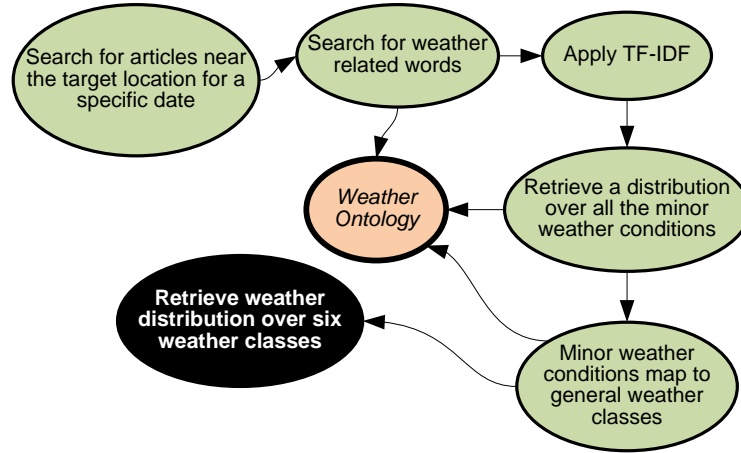 Search for articles near
the target location for a
specific date
Search for weather
related words
Apply TF-IDF
Retrieve a distribution
over all the minor
weather conditions
Weather
Ontology
Retrieve weather
distribution over six
weather classes
Minor weather
conditions map to
general weather
classes